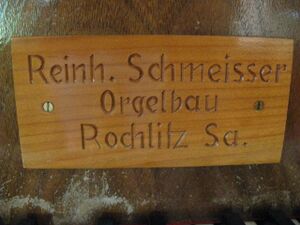 Reinh. Schmeisser
Orgelbau
Rochlitz Sa.